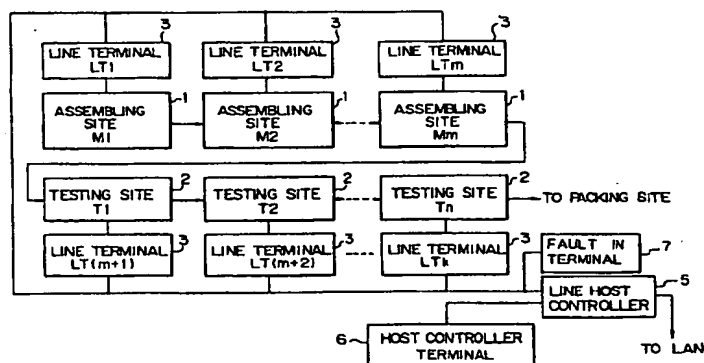 3 3 3
LINE TERMINAL LT1
LINE TERMINAL LT2
LINE TERMINAL LTm
1 1 1
ASSEMBLING SITE M1
ASSEMBLING SITE M2
ASSEMBLING SITE Mm
2 2 2
TESTING SITE T1
TESTING SITE T2
TESTING SITE Tn
TO PACKING SITE
3 3 3
LINE TERMINAL LT(m+1)
LINE TERMINAL LT(m+2)
LINE TERMINAL LTk
FAULT IN TERMINAL
7
5
LINE HOST CONTROLLER
6
HOST CONTROLLER TERMINAL
TO LAN